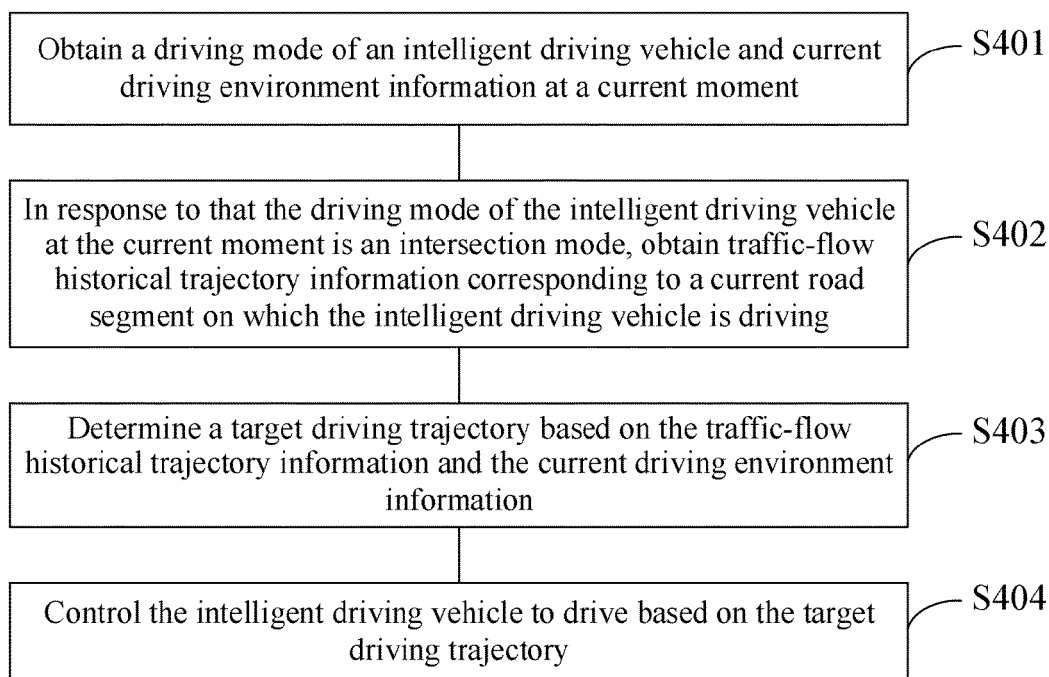 Obtain a driving mode of an intelligent driving vehicle and current
driving environment information at a current moment
S401
In response to that the driving mode of the intelligent driving vehicle
at the current moment is an intersection mode, obtain traffic-flow
historical trajectory information corresponding to a current road
segment on which the intelligent driving vehicle is driving
S402
Determine a target driving trajectory based on the traffic-flow
historical trajectory information and the current driving environment
information
S403
Control the intelligent driving vehicle to drive based on the target
driving trajectory
S404